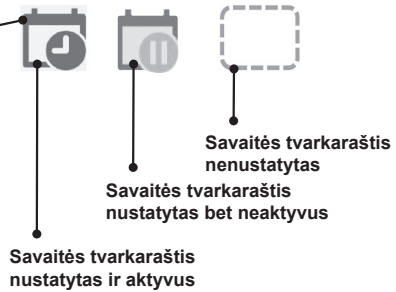 Savaitės tvarkaraštis
nenustatytas
Savaitės tvarkaraštis
nustatytas bet neaktyvus
Savaitės tvarkaraštis
nustatytas ir aktyvus